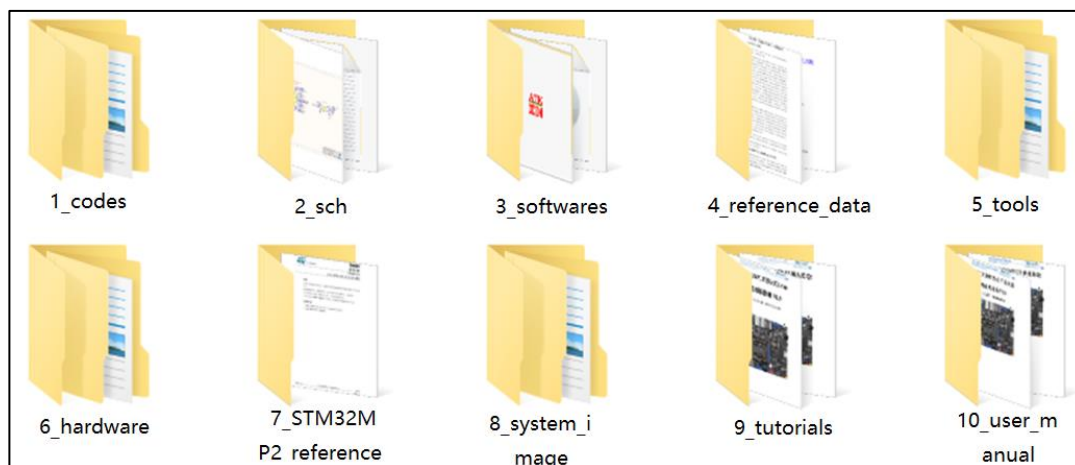 1_codes
2_sch
3_softwares
4_reference_data
5_tools
6_hardware
7_STM32M
P2_reference
8_system_i
mage
9_tutorials
10_user_m
anual